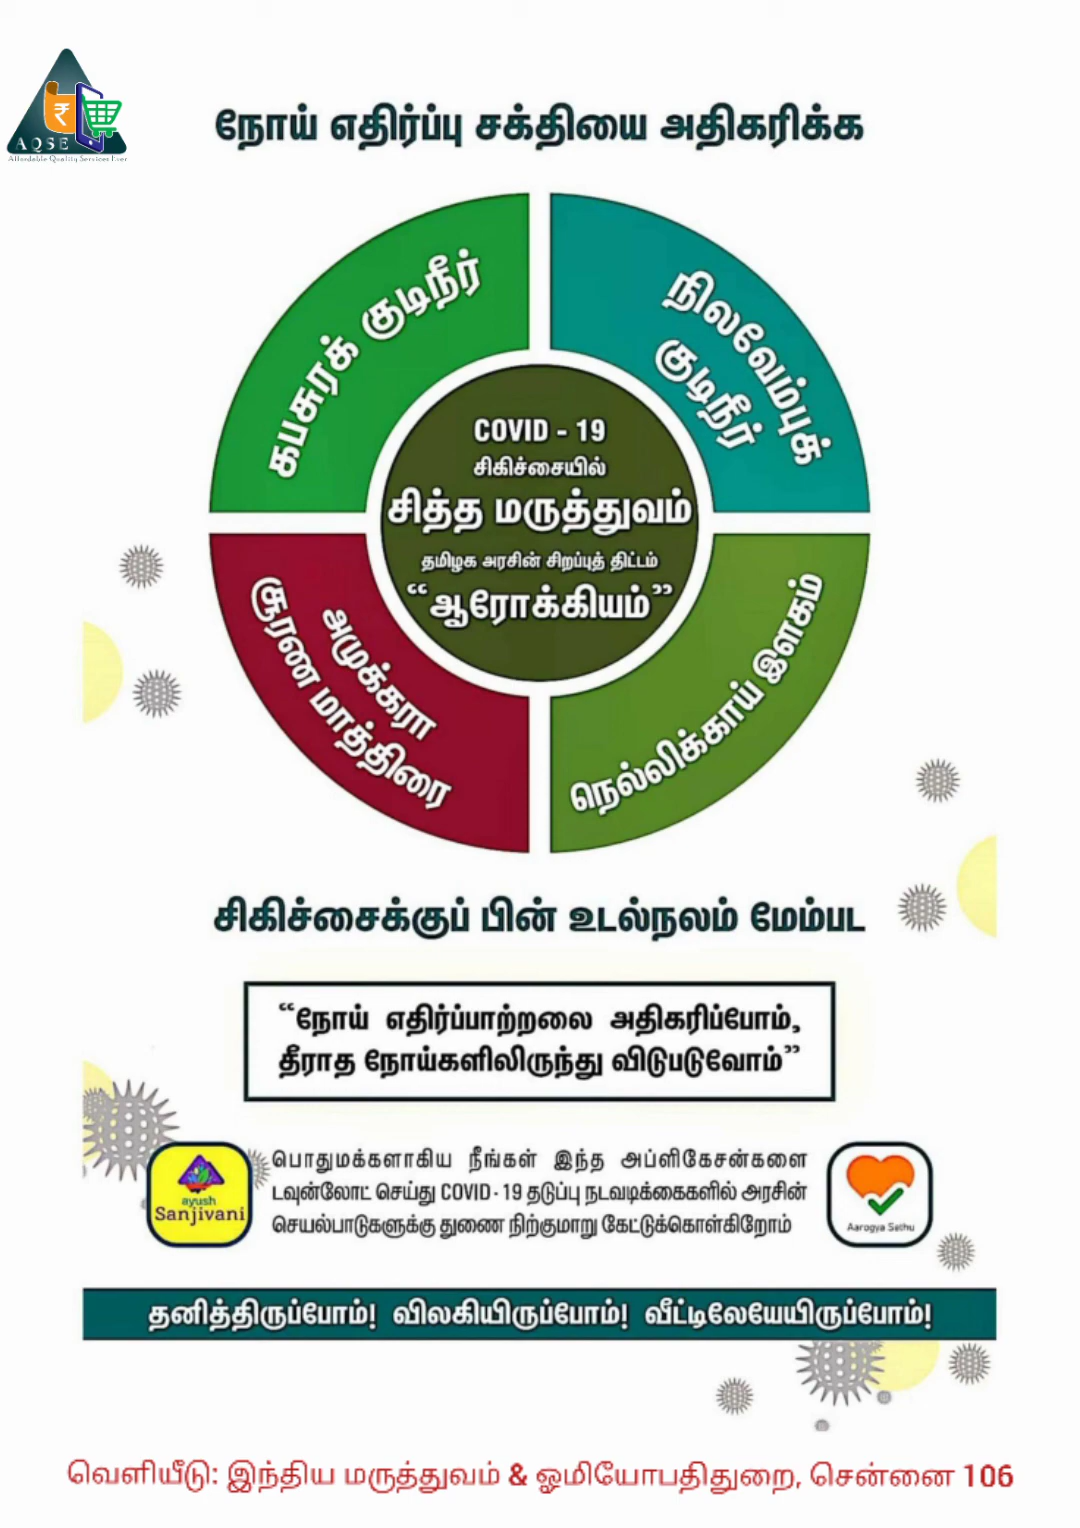 AQSE
Affordable Quality Services Ever
நோய் எதிர்ப்பு சக்தியை அதிகரிக்க
கபசுரக் குடிநீர்
நிலவேம்புக்
குடிநீர்
COVID - 19
சிகிச்சையில்
சித்த மருத்துவம்
தமிழக அரசின் சிறப்புத் திட்டம்
“ஆரோக்கியம்”
அமுக்கரா
சூரண மாத்திரை
நெல்லிக்காய் இளகம்
சிகிச்சைக்குப் பின் உடல்நலம் மேம்பட
“நோய் எதிர்ப்பாற்றலை அதிகரிப்போம்,
தீராத நோய்களிலிருந்து விடுபடுவோம்”
பொதுமக்களாகிய நீங்கள் இந்த அப்ளிகேசன்களை
டவுன்லோட் செய்து COVID - 19 தடுப்பு நடவடிக்கைகளில் அரசின்
செயல்பாடுகளுக்கு துணை நிற்குமாறு கேட்டுக்கொள்கிறோம்
ayush
Sanjivani
Aarogya Sethu
தனித்திருப்போம்! விலகியிருப்போம்! வீட்டிலேயேயிருப்போம்!
வெளியீடு: இந்திய மருத்துவம் & ஓமியோபதிதுறை, சென்னை 106